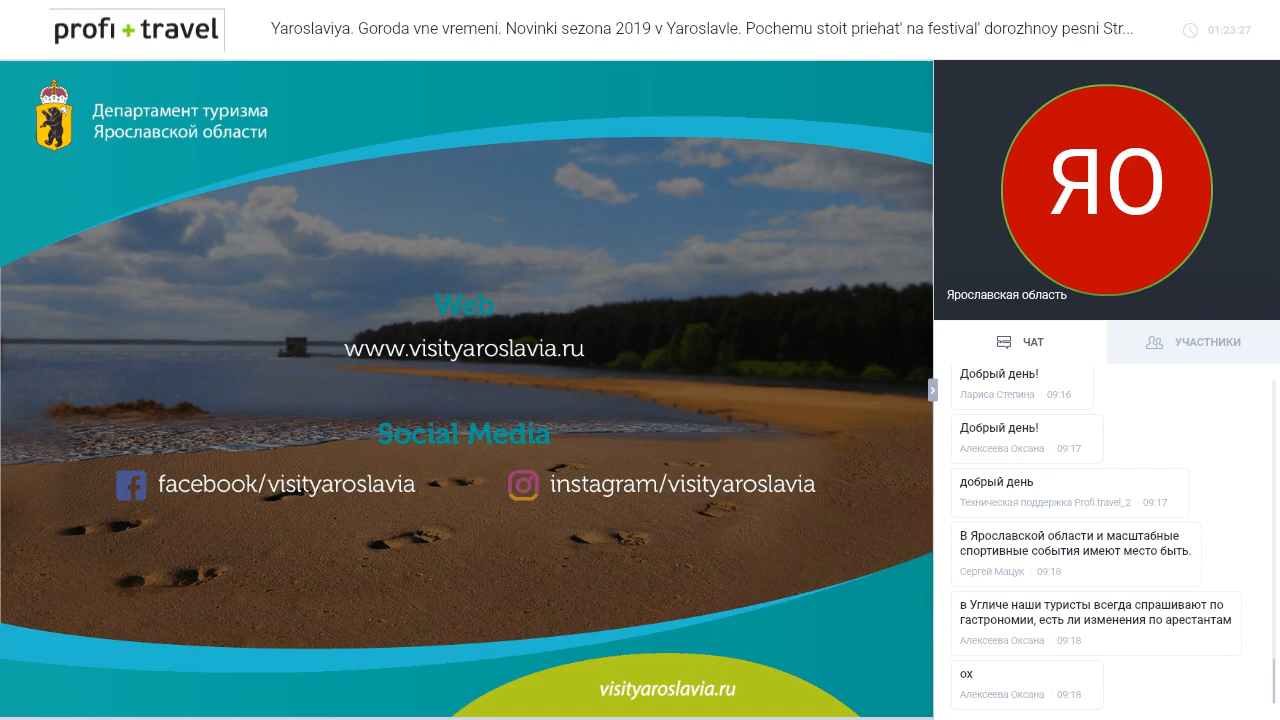 profi + travel
Yaroslaviya. Goroda vne vremeni. Novinki sezona 2019 v Yaroslavle. Pochemu stoit priehat' na festival' dorozhnoy pesni Str...
01:23:27
Департамент туризма
Ярославской области
Web
www.visityaroslavia.ru
Social Media
facebook/visityaroslavia
instagram/visityaroslavia
visityaroslavia.ru
ЯО
Ярославская область
ЧАТ
УЧАСТНИКИ
Добрый день!
Лариса Степина 09:16
Добрый день!
Алексеева Оксана 09:17
добрый день
Техническая поддержка Profi.travel_2 09:17
В Ярославской области и масштабные
спортивные события имеют место быть.
Сергей Мацук 09:18
в Угличе наши туристы всегда спрашивают по
гастрономии, есть ли изменения по арестантам
Алексеева Оксана 09:18
ох
Алексеева Оксана 09:18